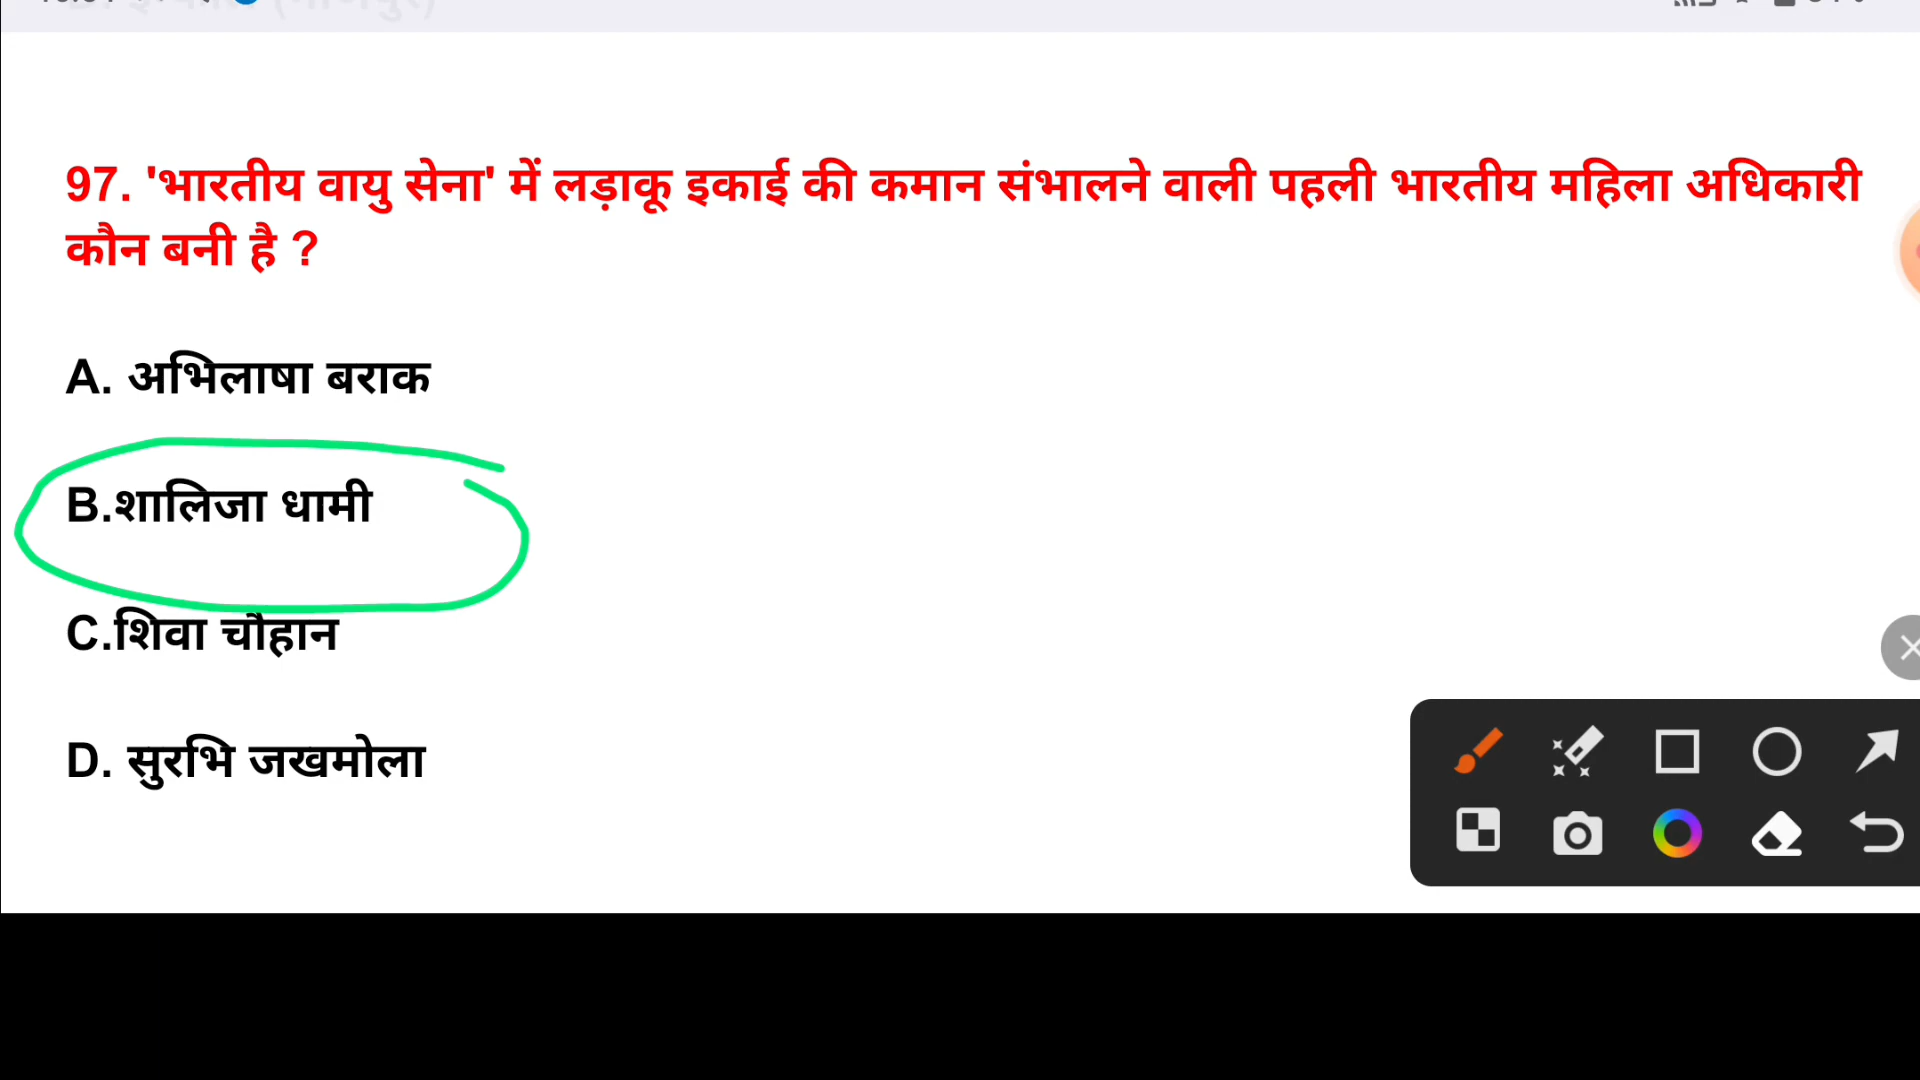 97. 'भारतीय वायु सेना' में लड़ाकू इकाई की कमान संभालने वाली पहली भारतीय महिला अधिकारी
कौन बनी है ?
A. अभिलाषा बराक
B.शालिजा धामी
C.शिवा चौहान
D. सुरभि जखमोला